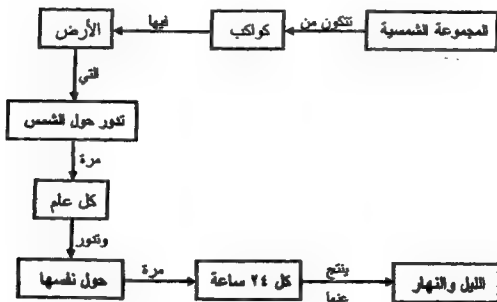 المجموعة الشمسية
تتكون من
كواكب
فيها
الأرض
التي
تدور حول الشمس
مرة
كل عام
وتدور
حول نفسها
مرة
كل ٢٤ ساعة
ينتج
عنها
الليل والنهار